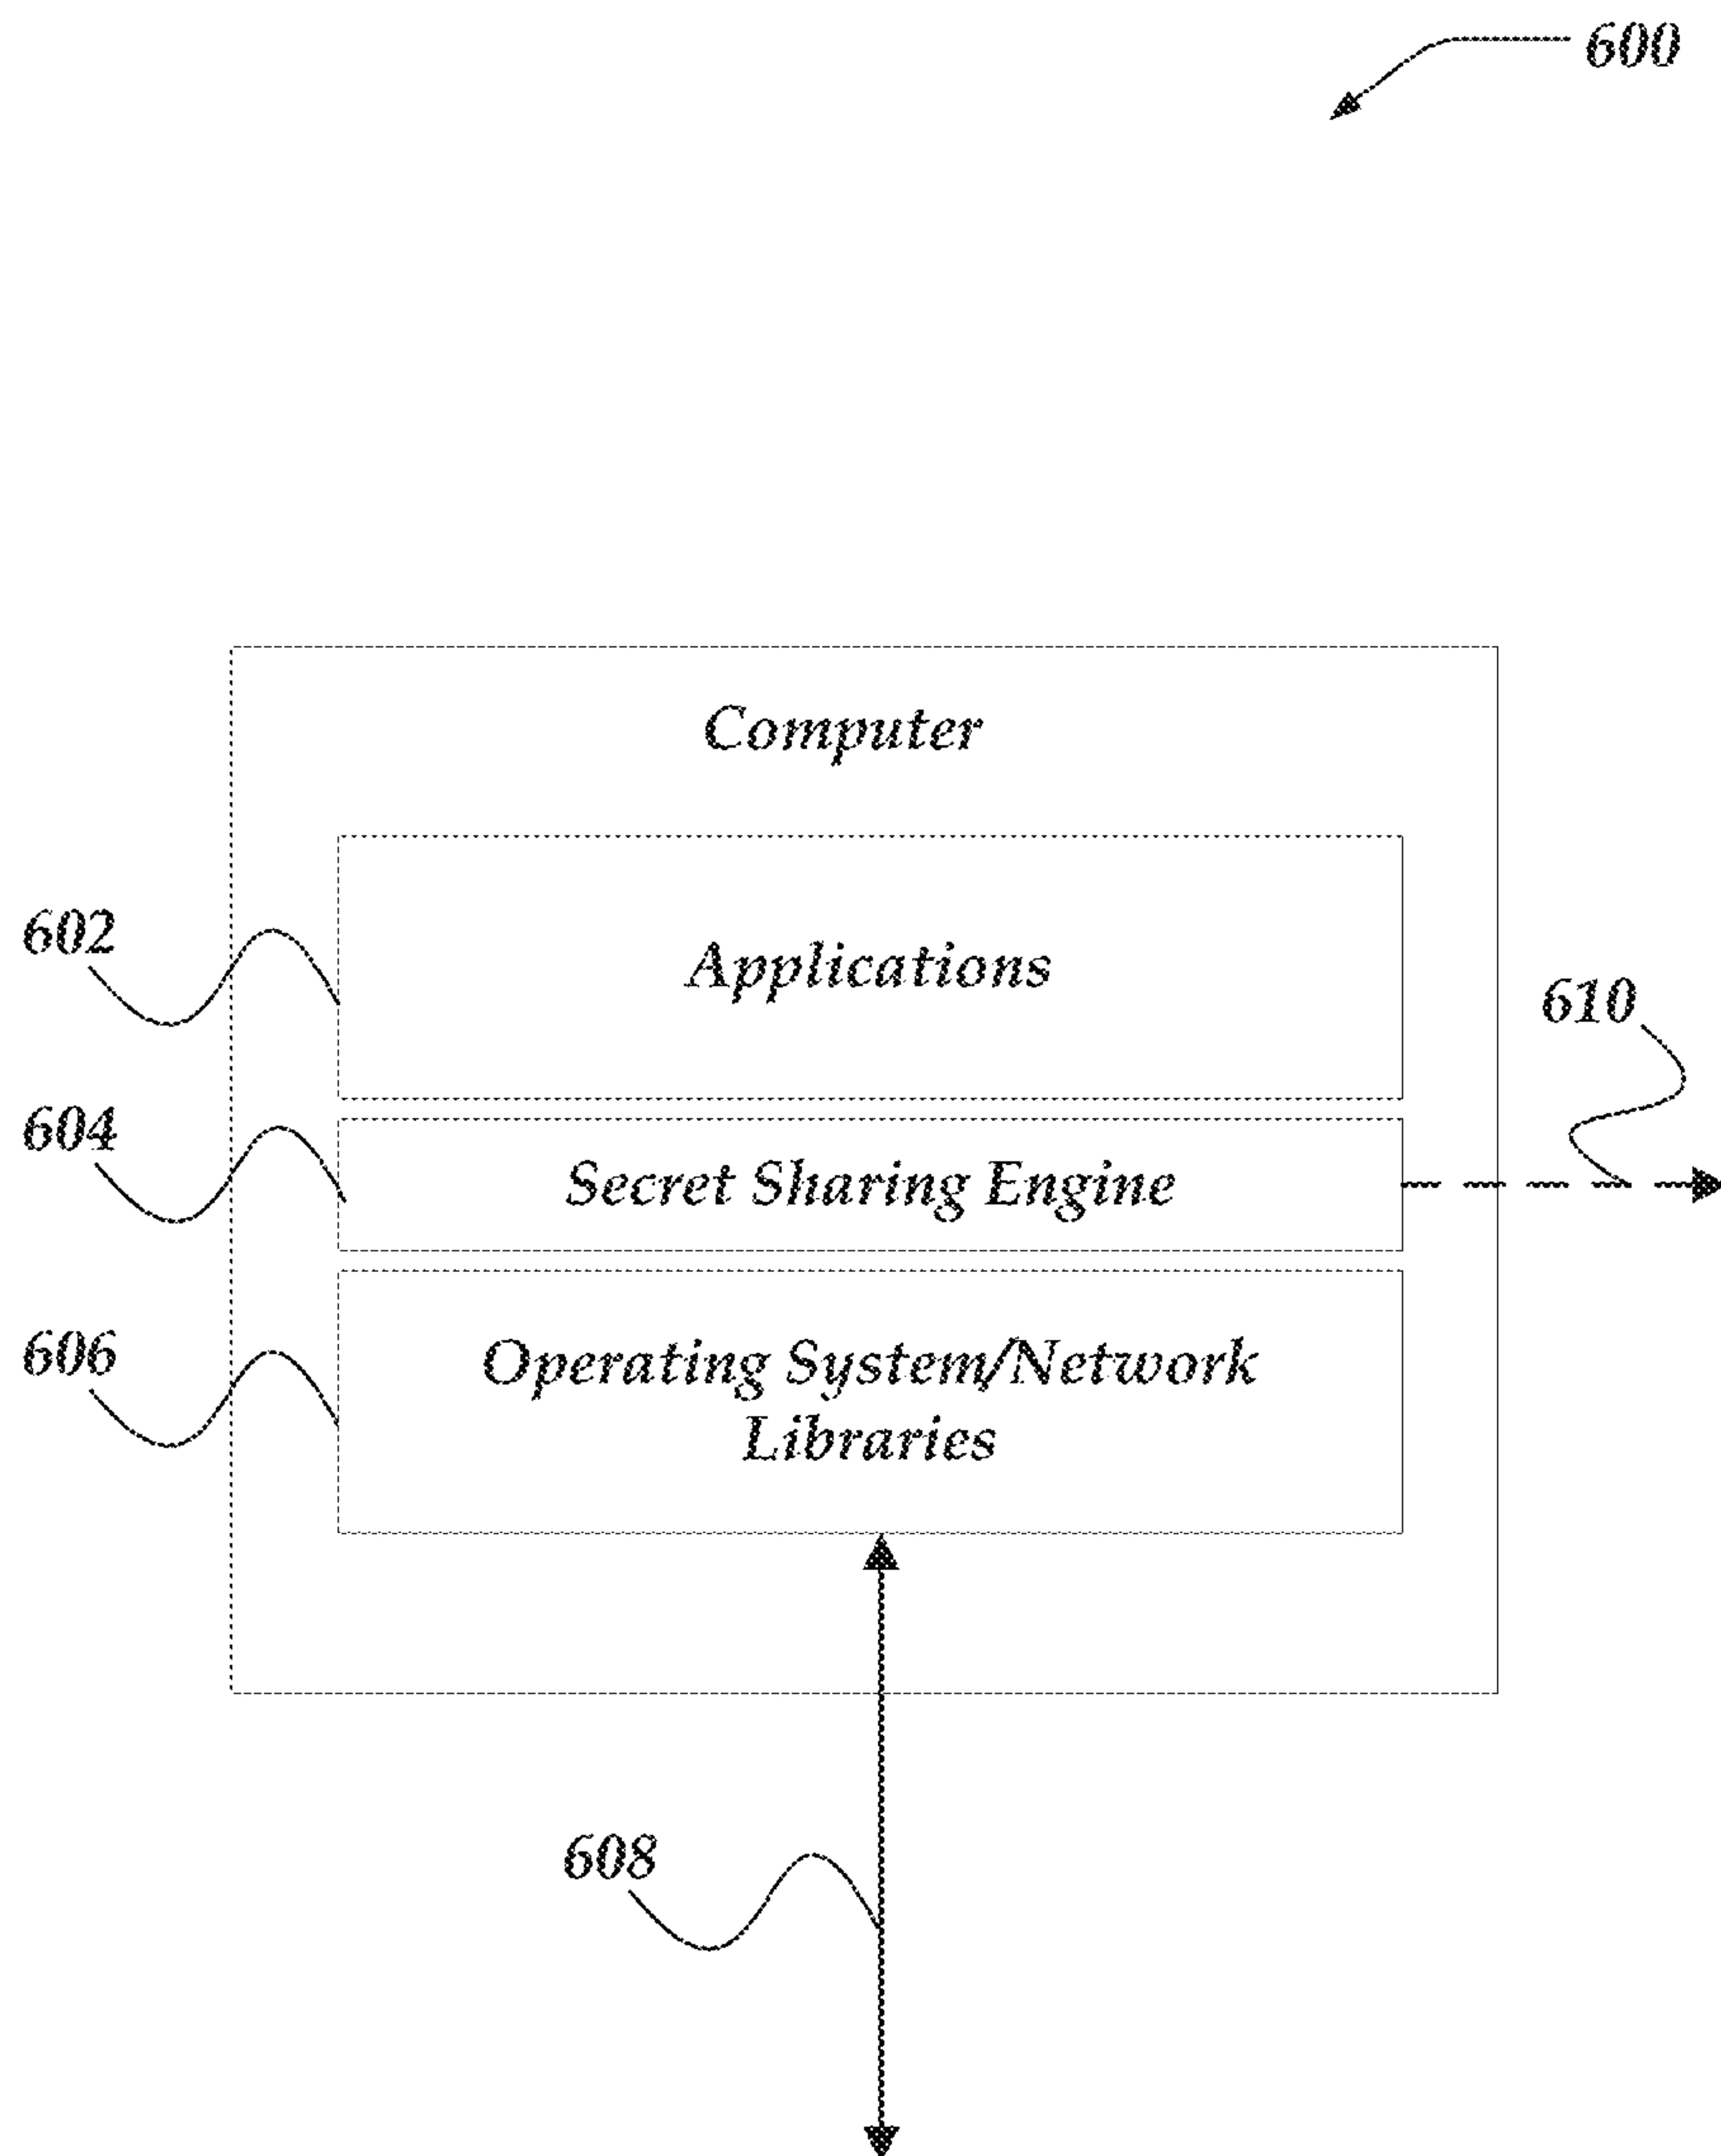 600
Computer
602
Applications
610
604
Secret Sharing Engine
606
Operating System/Network
Libraries
608